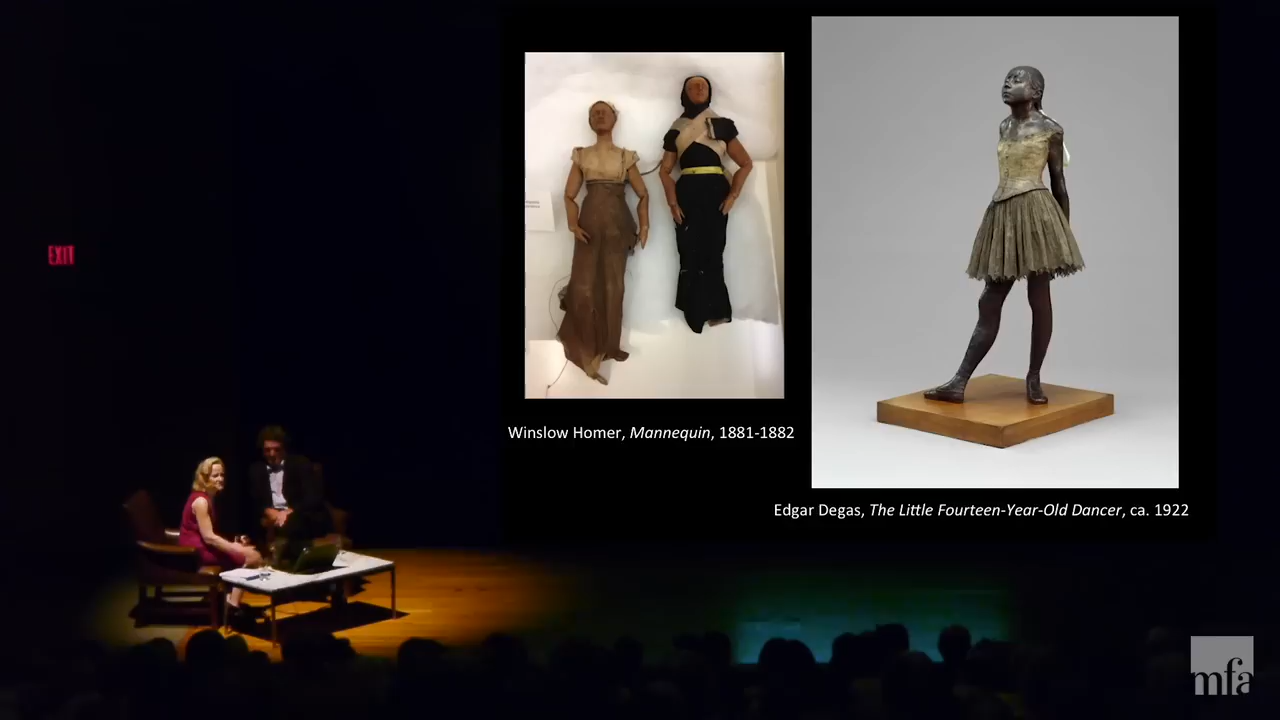 EXIT
Winslow Homer, Mannequin, 1881-1882
Edgar Degas, The Little Fourteen-Year-Old Dancer, ca. 1922
mfa